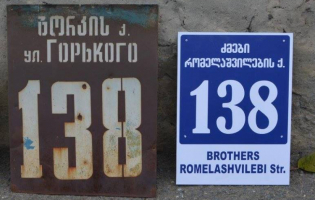 გორკის ქ.
ул. Горького
138
ძმები
რომელაშვილების ქ.
138
BROTHERS
ROMELASHVILEBI Str.